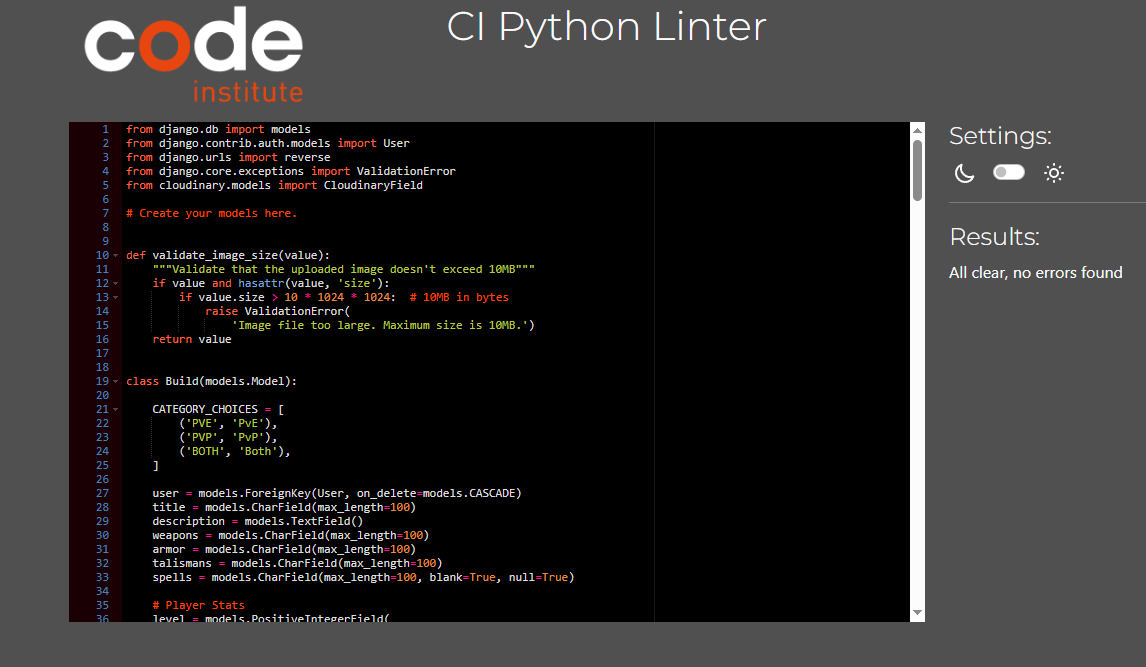 code
institute
CI Python Linter
1 from django.db import models
2 from django.contrib.auth.models import User
3 from django.urls import reverse
4 from django.core.exceptions import ValidationError
5 from cloudinary.models import CloudinaryField
6
7 # Create your models here.
8
9
10 def validate_image_size(value):
11     """Validate that the uploaded image doesn't exceed 10MB"""
12     if value and hasattr(value, 'size'):
13         if value.size > 10 * 1024 * 1024:  # 10MB in bytes
14             raise ValidationError(
15                 'Image file too large. Maximum size is 10MB.')
16     return value
17
18
19 class Build(models.Model):
20
21     CATEGORY_CHOICES = [
22         ('PVE', 'PvE'),
23         ('PVP', 'PvP'),
24         ('BOTH', 'Both'),
25     ]
26
27     user = models.ForeignKey(User, on_delete=models.CASCADE)
28     title = models.CharField(max_length=100)
29     description = models.TextField()
30     weapons = models.CharField(max_length=100)
31     armor = models.CharField(max_length=100)
32     talismans = models.CharField(max_length=100)
33     spells = models.CharField(max_length=100, blank=True, null=True)
34
35     # Player Stats
36     level = models.PositiveIntegerField(
Settings:
Results:
All clear, no errors found